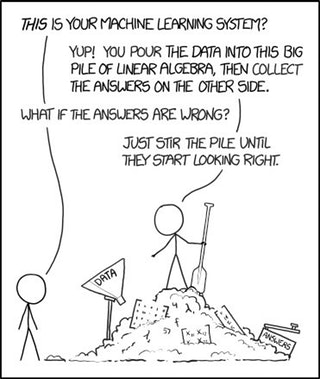 THIS IS YOUR MACHINE LEARNING SYSTEM?
YUP! YOU POUR THE DATA INTO THIS BIG
PILE OF LINEAR ALGEBRA, THEN COLLECT
THE ANSWERS ON THE OTHER SIDE.
WHAT IF THE ANSWERS ARE WRONG?
JUST STIR THE PILE UNTIL
THEY START LOOKING RIGHT.
DATA
ANSWERS